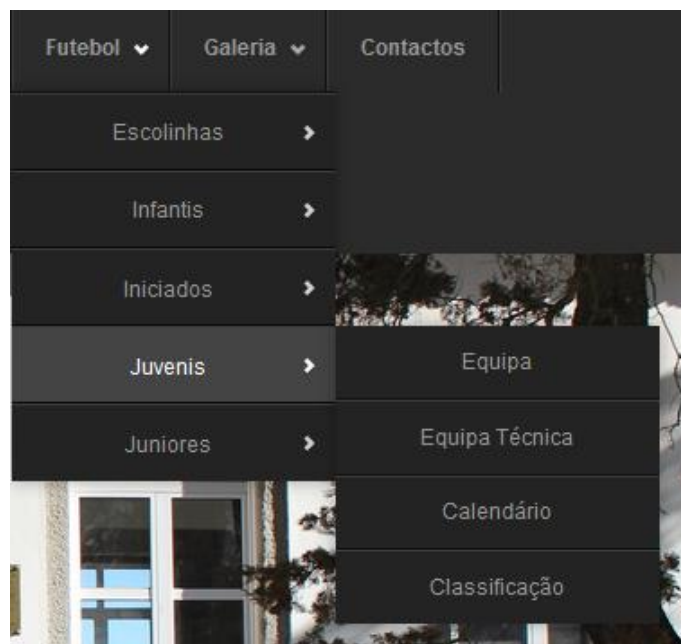 Futebol
Galeria
Contactos
Escolinhas
Infantis
Iniciados
Juvenis
Juniores
Equipa
Equipa Técnica
Calendário
Classificação